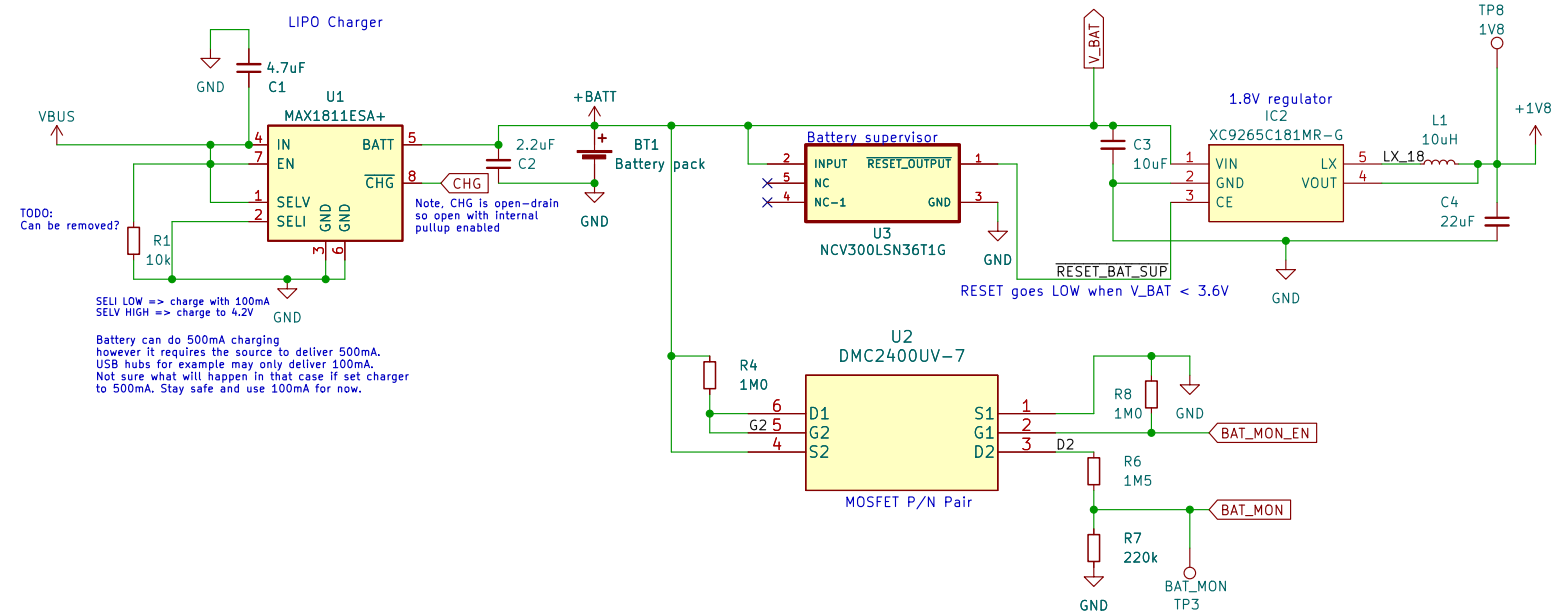 LIPO Charger
4.7uF
C1
GND
VBUS
U1
MAX1811ESA+
4
IN
7
EN
1
SELV
2
SELI
BATT
5
CHG
8
GND
GND
3
6
CHG
Note, CHG is open-drain
so open with internal
pullup enabled
TODO:
Can be removed?
R1
10k
GND
SELI LOW => charge with 100mA
SELV HIGH => charge to 4.2V
Battery can do 500mA charging
however it requires the source to deliver 500mA.
USB hubs for example may only deliver 100mA.
Not sure what will happen in that case if set charger
to 500mA. Stay safe and use 100mA for now.
+BATT
2.2uF
C2
BT1
Battery pack
+
GND
Battery supervisor
2
INPUT
RESET_OUTPUT
1
5
NC
4
NC-1
GND
3
U3
NCV300LSN36T1G
GND
RESET_BAT_SUP
RESET goes LOW when V_BAT < 3.6V
V_BAT
C3
10uF
1.8V regulator
IC2
XC9265C181MR-G
1
VIN
LX
5
2
GND
VOUT
4
3
CE
LX_18
L1
10uH
TP8
1V8
+1V8
C4
22uF
GND
U2
DMC2400UV-7
R4
1M0
6
D1
S1
1
G2
5
G2
G1
2
4
S2
D2
3
D2
MOSFET P/N Pair
R8
1M0
GND
BAT_MON_EN
R6
1M5
BAT_MON
R7
220k
GND
BAT_MON
TP3